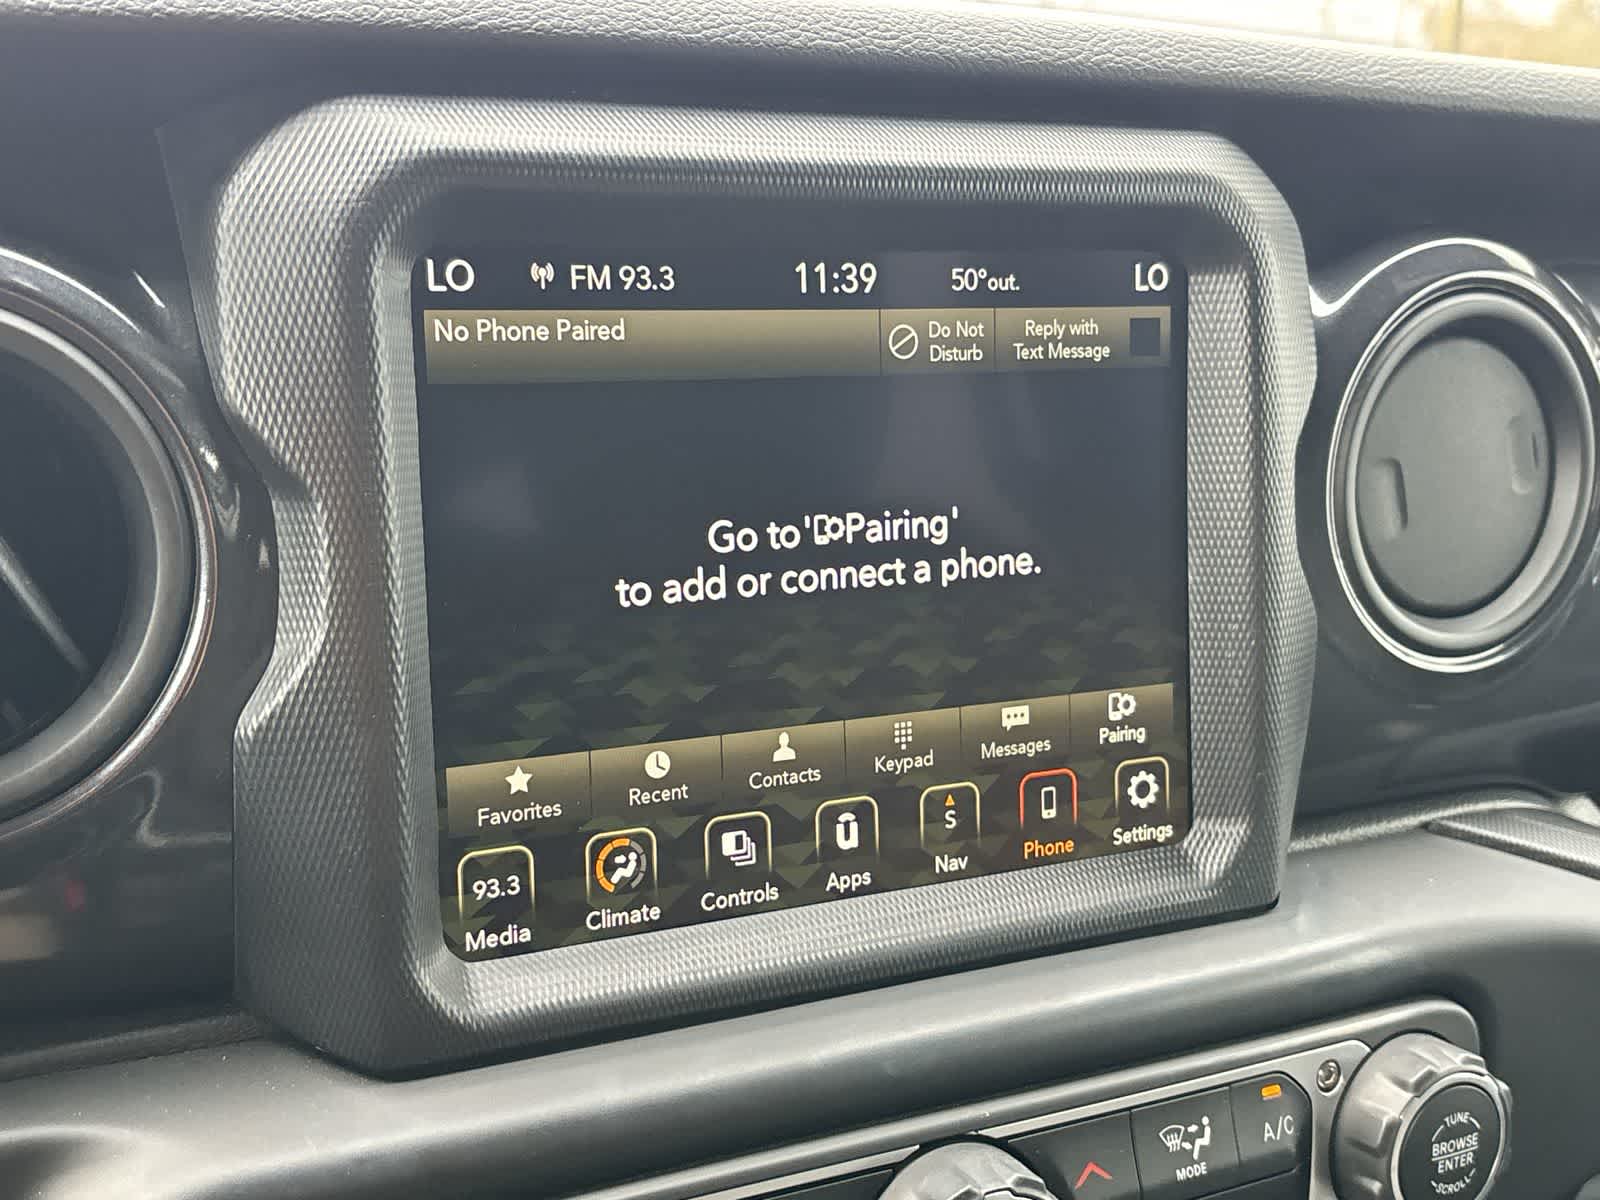 LO FM 93.3 11:39 50°out. LO
No Phone Paired
Do Not
Disturb
Reply with
Text Message
Go to 'Pairing'
to add or connect a phone.
Favorites Recent Contacts Keypad Messages Pairing
93.3
S
Media Climate Controls Apps Nav Phone Settings
MODE
A/C
TUNE
BROWSE
ENTER
SCROLL